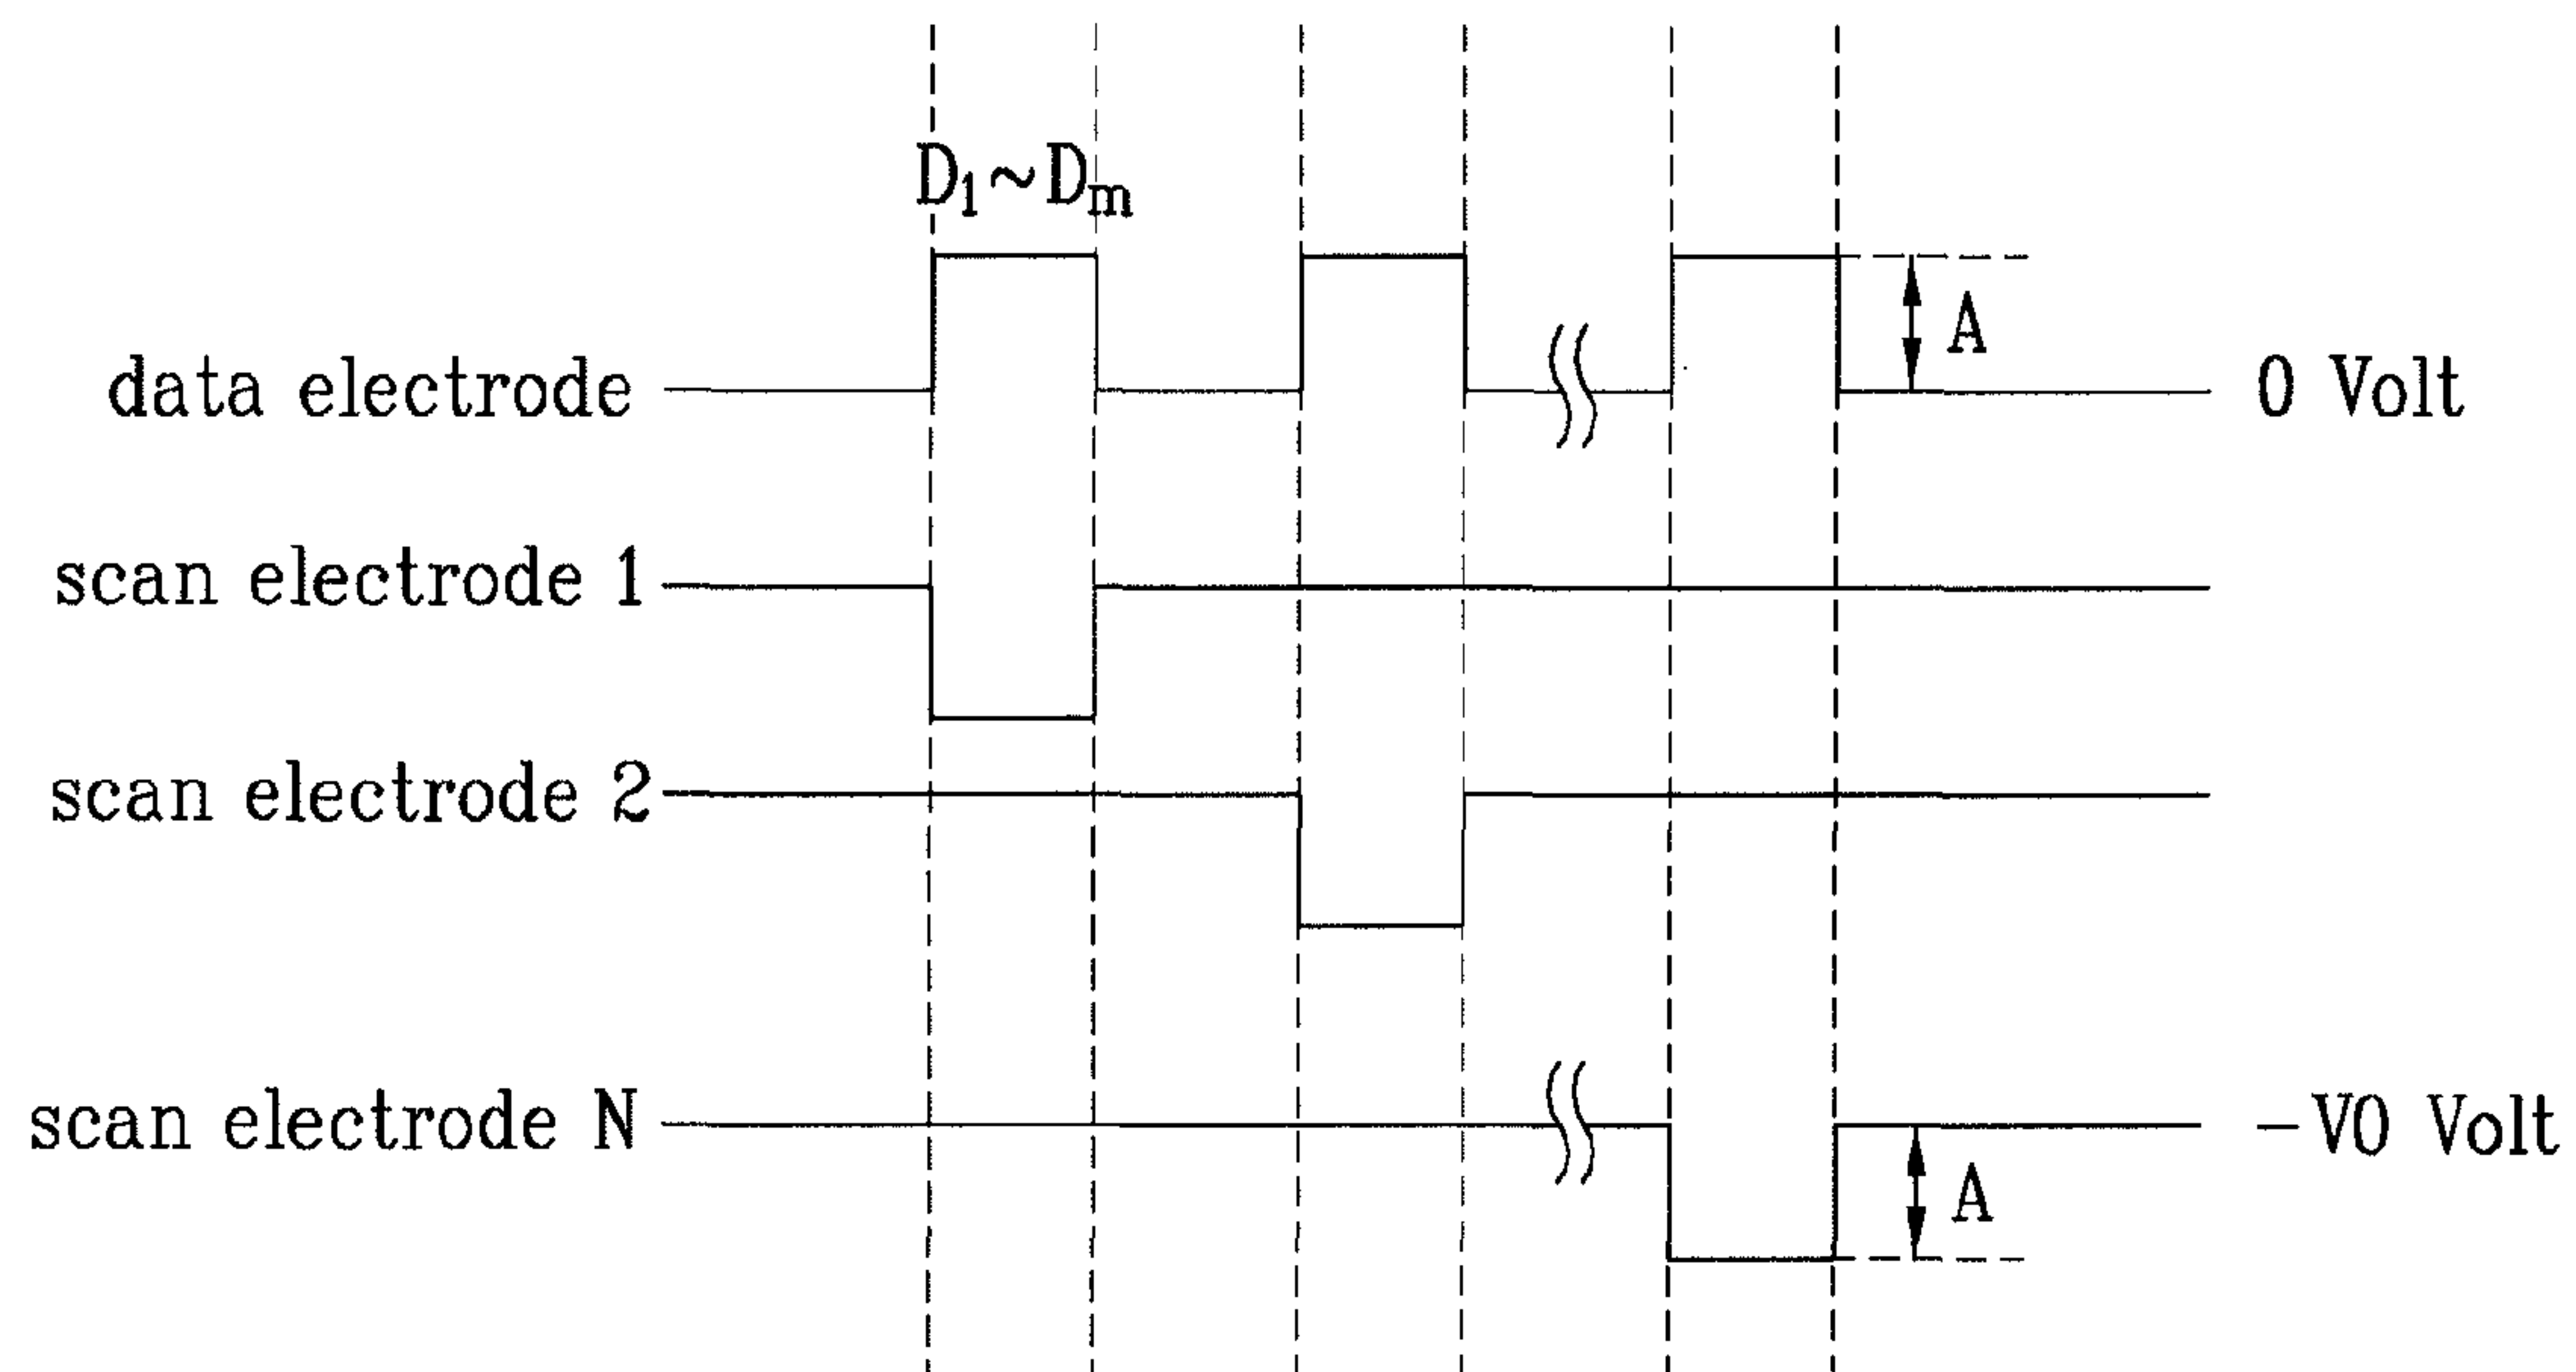 D₁~Dₘ
A
data electrode 0 Volt
scan electrode 1
scan electrode 2
scan electrode N -V0 Volt
A